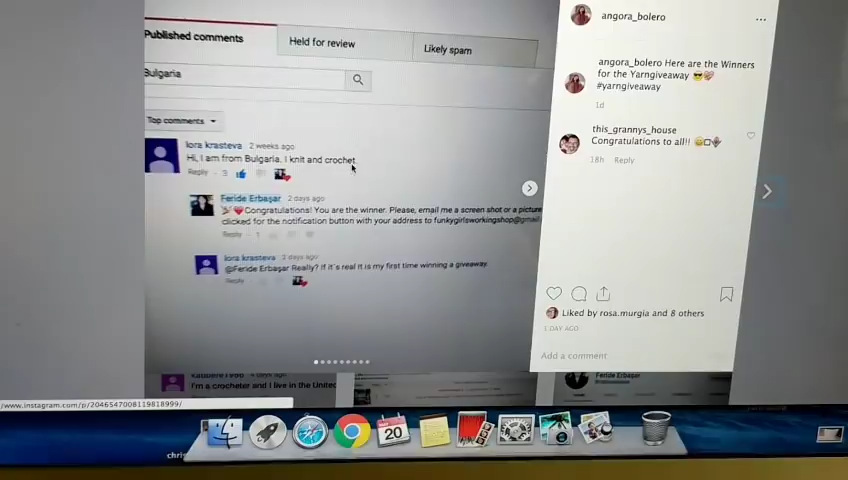 Published comments
Held for review
Likely spam
Bulgaria
Top comments
lora krasteva 2 weeks ago
Hi, I am from Bulgaria. I knit and crochet.
Reply 3
Feride Erbaşar 2 days ago
Congratulations! You are the winner. Please, email me a screen shot or a picture
clicked for the notification button with your address to funkygirlsworkingshop@gmail
Reply 1
lora krasteva 2 days ago
@Feride Erbaşar Really? If it's real it is my first time winning a giveaway.
Reply
angora_bolero
angora_bolero Here are the Winners
for the Yarngiveaway
#yarngiveaway
1d
this_grannys_house
Congratulations to all!!
18h Reply
Liked by rosa.murgia and 8 others
1 DAY AGO
Add a comment
I'm a crocheter and I live in the United
Feride Erbaşar
/www.instagram.com/p/2046547008119818999/
20
chris